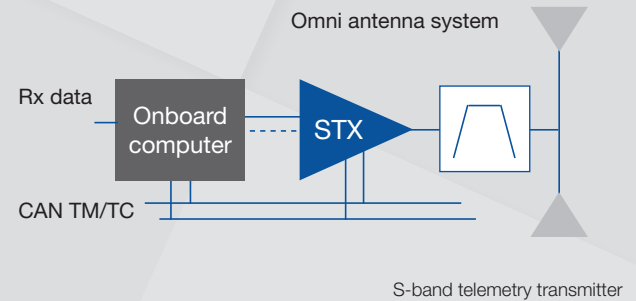 Omni antenna system
Rx data
Onboard
computer
STX
CAN TM/TC
S-band telemetry transmitter